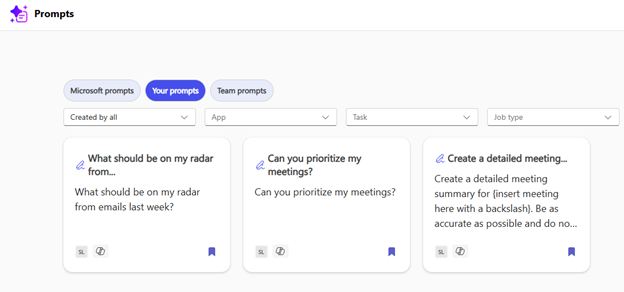 Prompts
Microsoft prompts
Your prompts
Team prompts
Created by all
App
Task
Job type
What should be on my radar
from...
What should be on my radar
from emails last week?
SL
Can you prioritize my
meetings?
Can you prioritize my meetings?
SL
Create a detailed meeting...
Create a detailed meeting
summary for {insert meeting
here with a backslash}. Be as
accurate as possible and do no...
SL